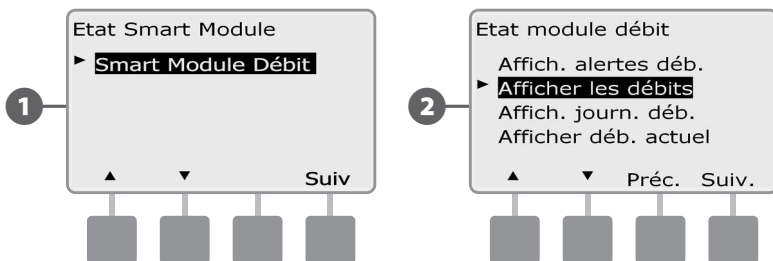 1
Etat Smart Module
► Smart Module Débit
▲ ▼ Suiv
2
Etat module débit
Affich. alertes déb.
► Afficher les débits
Affich. journ. déb.
Afficher déb. actuel
▲ ▼ Préc. Suiv.